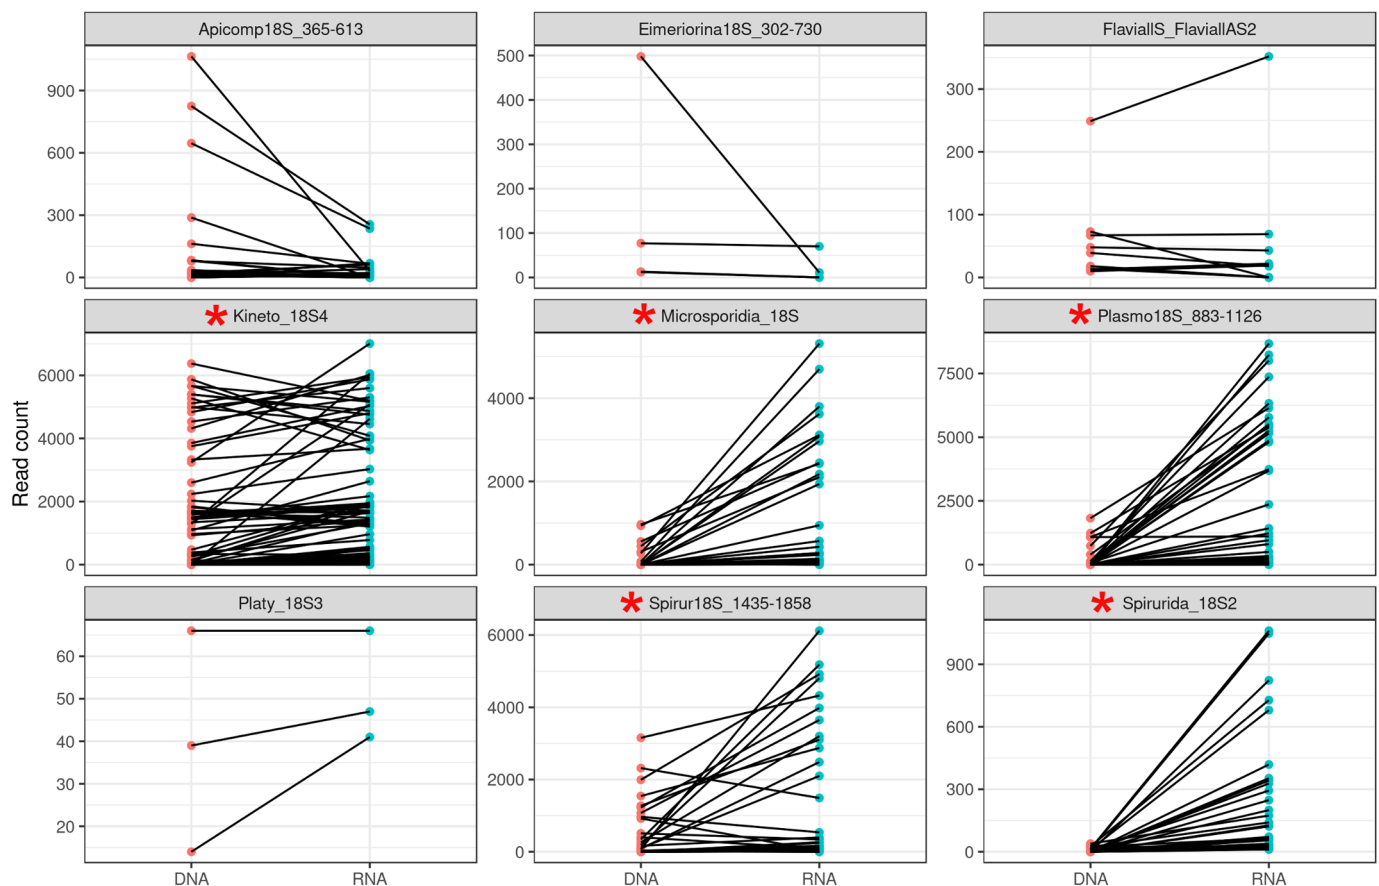 Apicomp18S_365-613
Eimeriorina18S_302-730
FlaviallS_FlaviallAS2
900
600
300
0
500
400
300
200
100
0
300
200
100
0
* Kineto_18S4
* Microsporidia_18S
* Plasmo18S_883-1126
Read count
6000
4000
2000
0
4000
2000
0
7500
5000
2500
0
Platy_18S3
* Spirur18S_1435-1858
* Spirurida_18S2
60
50
40
30
20
6000
4000
2000
0
900
600
300
0
DNA RNA
DNA RNA
DNA RNA